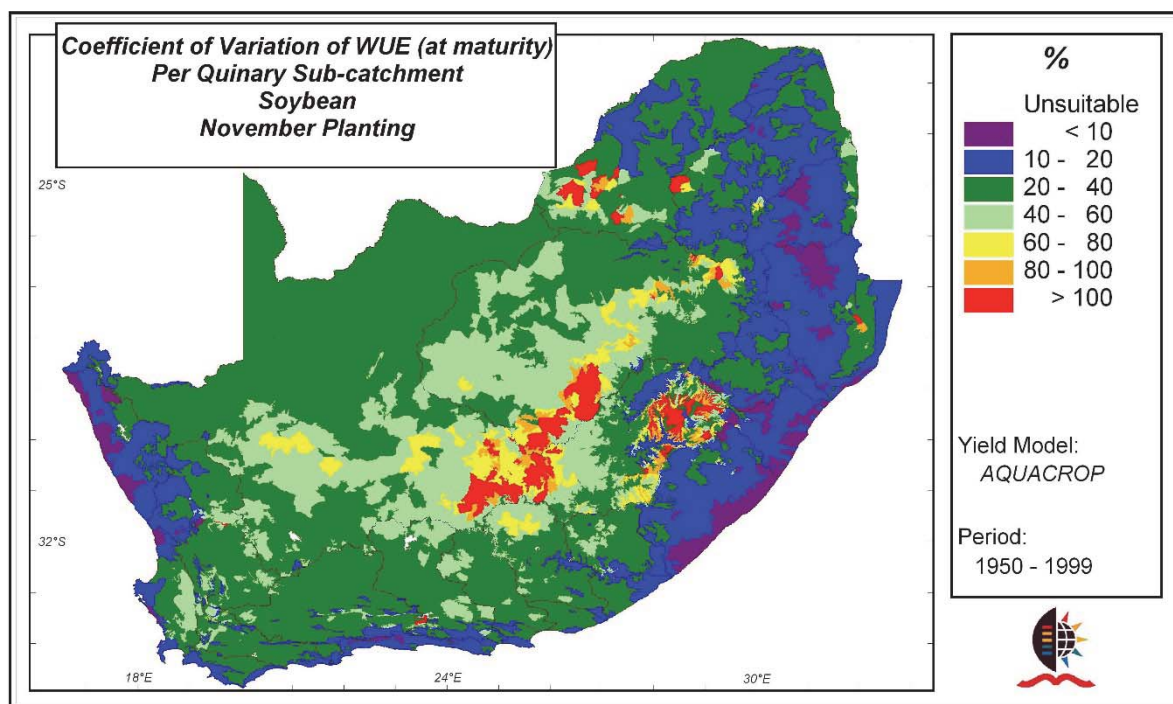 Coefficient of Variation of WUE (at maturity)
Per Quinary Sub-catchment
Soybean
November Planting
%
Unsuitable
< 10
10 - 20
20 - 40
40 - 60
60 - 80
80 - 100
> 100
Yield Model:
AQUACROP
Period:
1950 - 1999
25°S
32°S
18°E
24°E
30°E